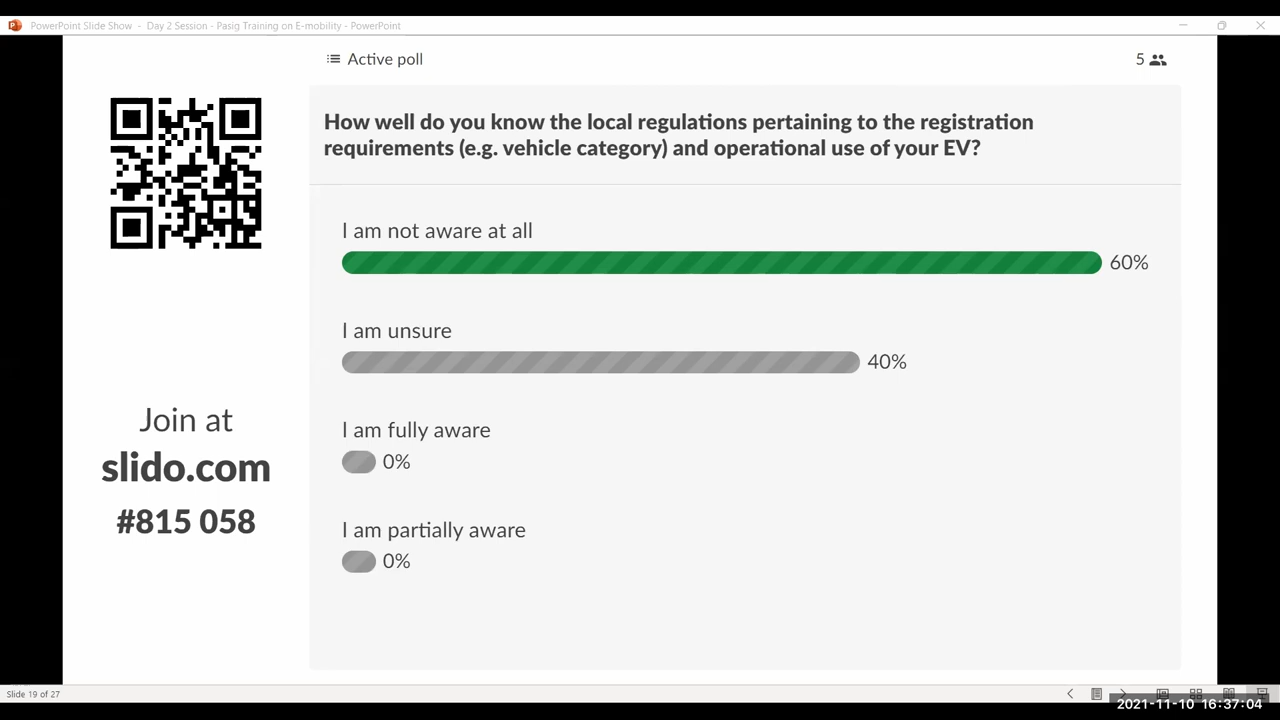 PowerPoint Slide Show - Day 2 Session - Pasig Training on E-mobility - PowerPoint
Active poll
5
How well do you know the local regulations pertaining to the registration
requirements (e.g. vehicle category) and operational use of your EV?
I am not aware at all
60%
I am unsure
40%
I am fully aware
0%
I am partially aware
0%
Join at
slido.com
#815 058
Slide 19 of 27
2021-11-10 16:37:04